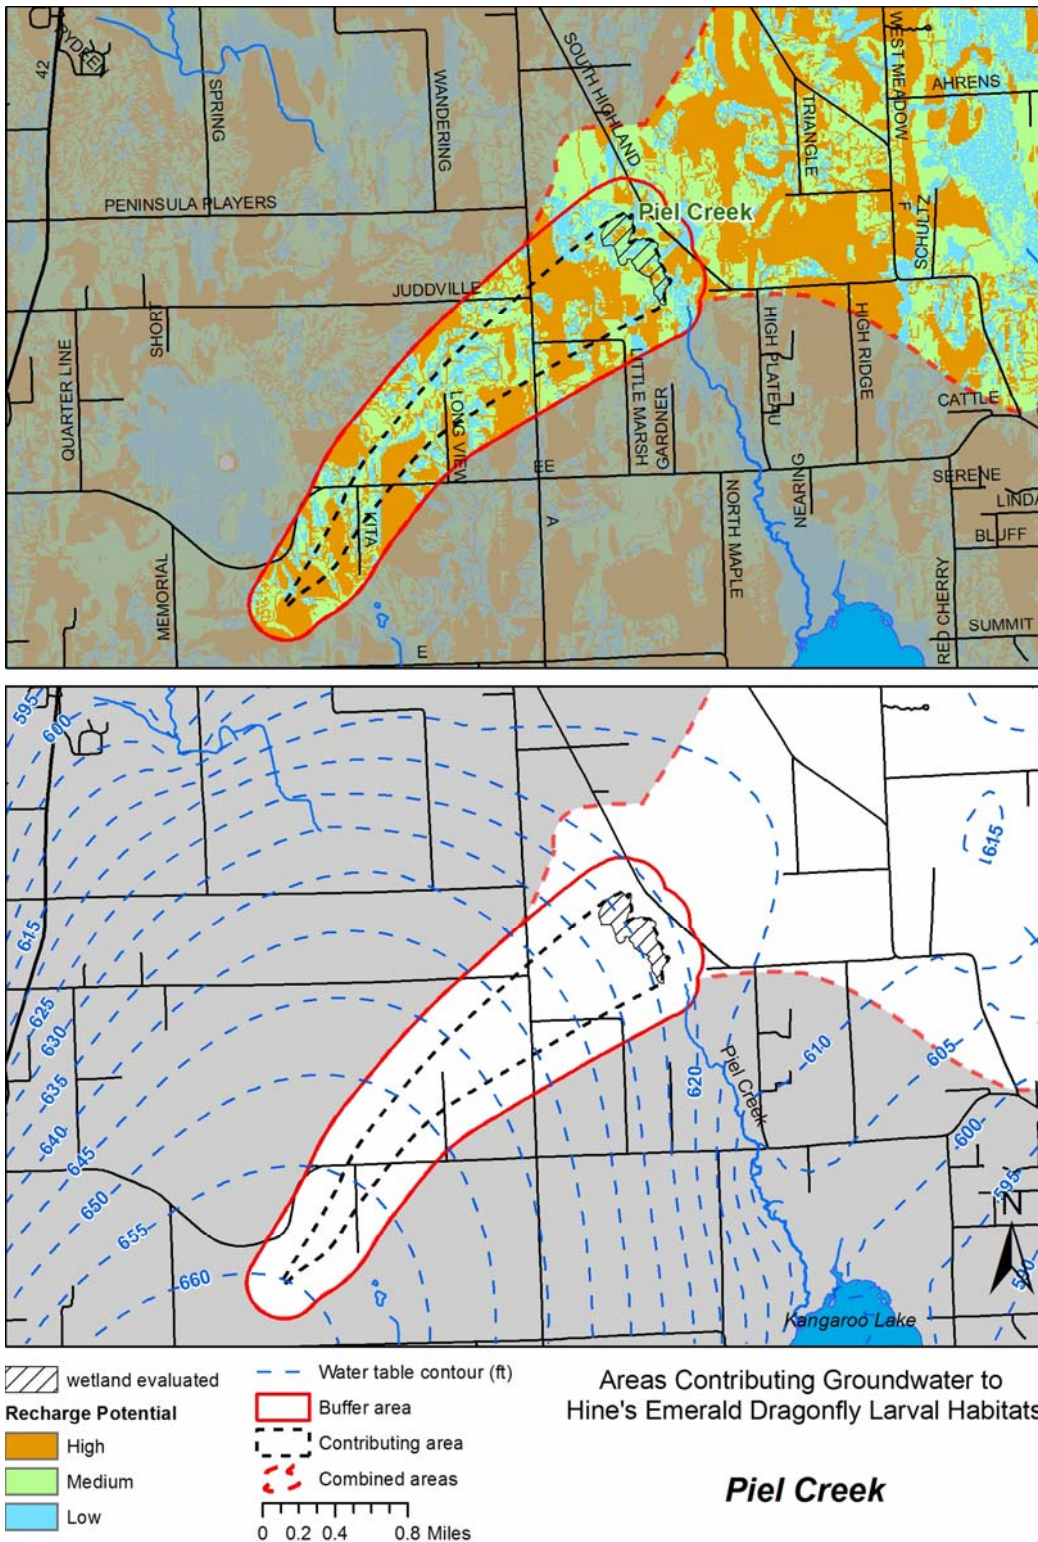 RYDEEN
42
SPRING
WANDERING
SOUTH HIGHLAND
WEST MEADOW
AHRENS
TRIANGLE
PENINSULA PLAYERS
Piel Creek
F
SCHULTZ
JUDDVILLE
SHORT
QUARTER LINE
LONG VIEW
LITTLE MARSH
GARDNER
HIGH PLATEAU
HIGH RIDGE
CATTLE
EE
SERENE
LINDA
BLUFF
KITA
A
NORTH MAPLE
NEARING
MEMORIAL
E
RED CHERRY
SUMMIT
595
600
615
615
625
630
635
640
645
650
655
660
620
610
605
600
595
590
Piel Creek
N
Kangaroo Lake
wetland evaluated
Recharge Potential
High
Medium
Low
Water table contour (ft)
Buffer area
Contributing area
Combined areas
0 0.2 0.4 0.8 Miles
Areas Contributing Groundwater to
Hine's Emerald Dragonfly Larval Habitats
Piel Creek